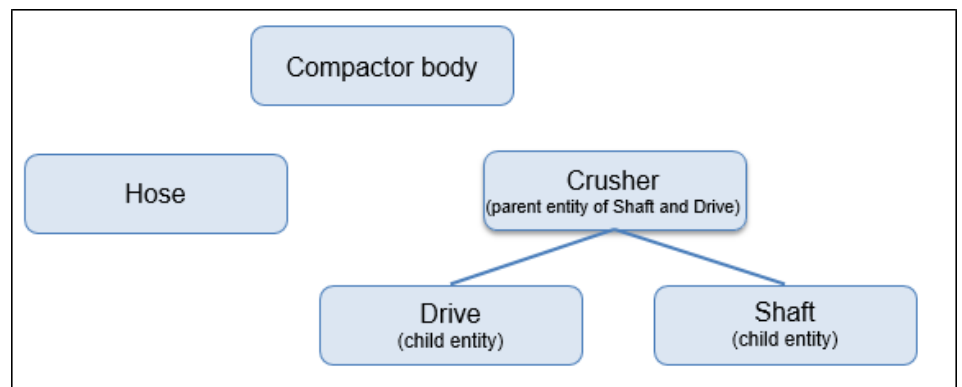 Compactor body
Hose
Crusher
(parent entity of Shaft and Drive)
Drive
(child entity)
Shaft
(child entity)